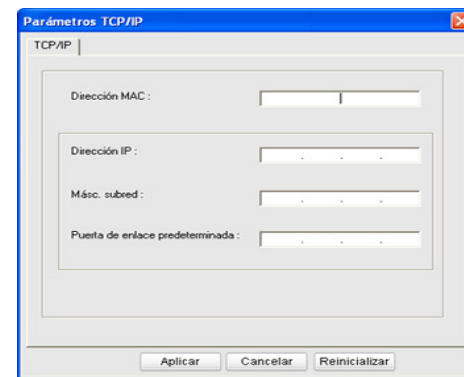 Parámetros TCP/IP
TCP/IP
Dirección MAC :
Dirección IP :
Másc. subred :
Puerta de enlace predeterminada :
Aplicar Cancelar Reinicializar